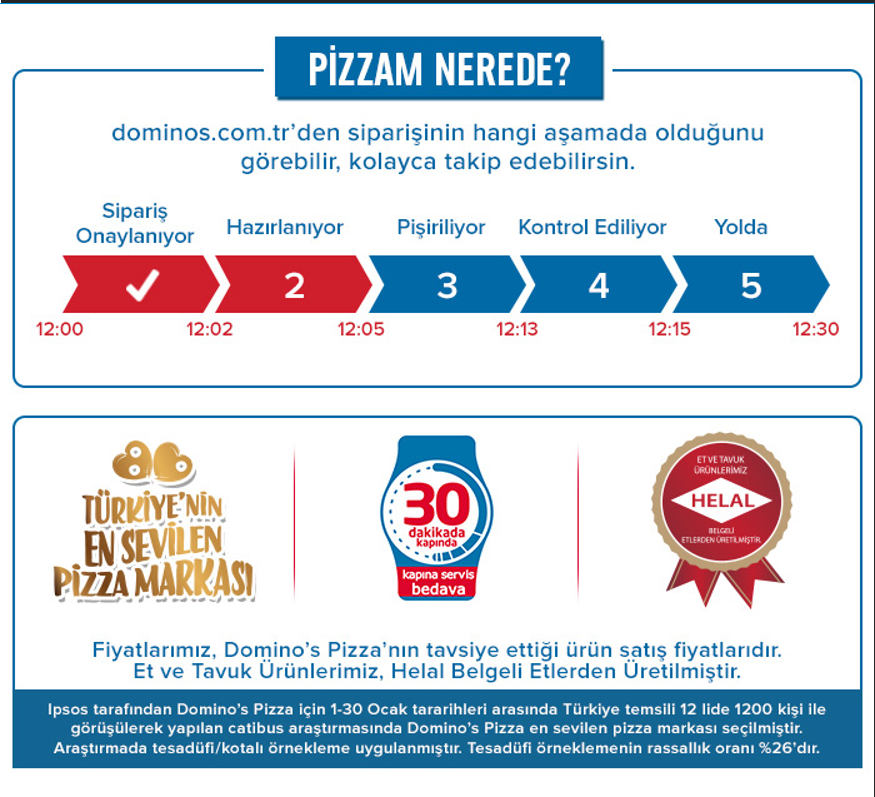 PİZZAM NEREDE?
dominos.com.tr'den siparişinin hangi aşamada olduğunu
görebilir, kolayca takip edebilirsin.
Sipariş
Onaylanıyor
Hazırlanıyor
Pişiriliyor
Kontrol Ediliyor
Yolda
2
3
4
5
12:00
12:02
12:05
12:13
12:15
12:30
TÜRKİYE'NİN
EN SEVİLEN
PİZZA MARKASI
30
dakikada
kapında
kapına servis
bedava
ET VE TAVUK
ÜRÜNLERİMİZ
HELAL
BELGELİ
ETLERDEN ÜRETİLMİŞTİR.
Fiyatlarımız, Domino's Pizza'nın tavsiye ettiği ürün satış fiyatlarıdır.
Et ve Tavuk Ürünlerimiz, Helal Belgeli Etlerden Üretilmiştir.
Ipsos tarafından Domino's Pizza için 1-30 Ocak tararihleri arasında Türkiye temsili 12 lide 1200 kişi ile
görüşülerek yapılan catibus araştırmasında Domino's Pizza en sevilen pizza markası seçilmiştir.
Araştırmada tesadüfi/kotalı örnekleme uygulanmıştır. Tesadüfi örneklemenin rassallık oranı %26'dır.